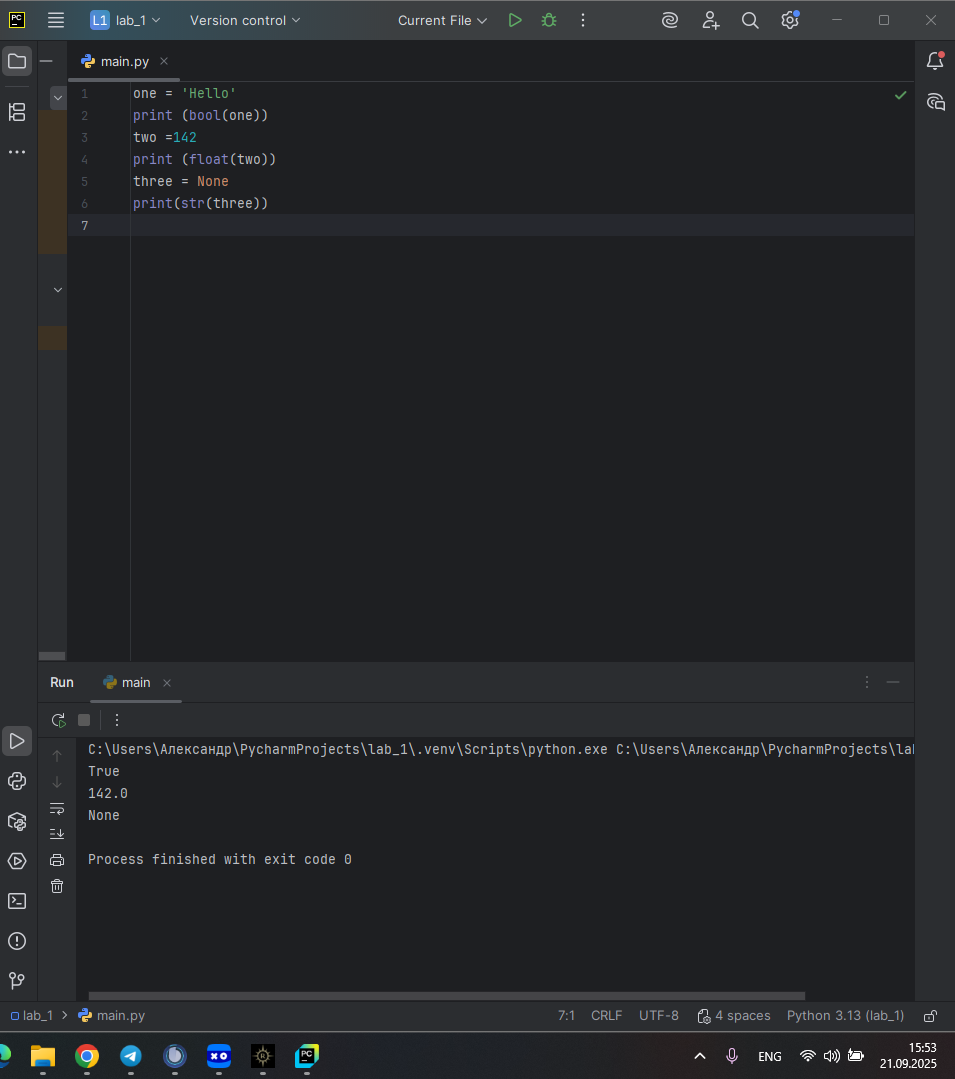 PC
L1 lab_1 Version control Current File
main.py
1 one = 'Hello'
2 print (bool(one))
3 two =142
4 print (float(two))
5 three = None
6 print(str(three))
7
Run main
C:\Users\Александр\PycharmProjects\lab_1\.venv\Scripts\python.exe C:\Users\Александр\PycharmProjects\la
True
142.0
None
Process finished with exit code 0
lab_1 > main.py 7:1 CRLF UTF-8 4 spaces Python 3.13 (lab_1)
XO R PC ENG 15:53
21.09.2025